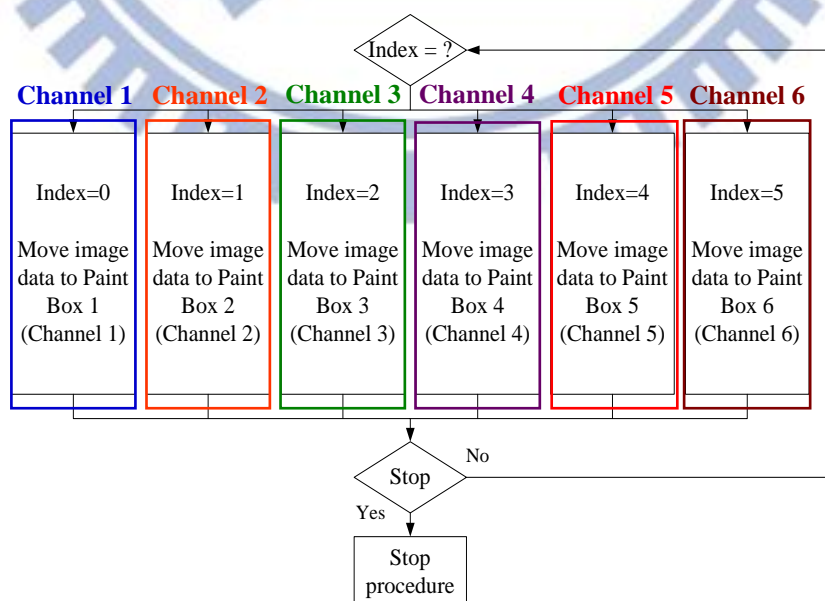 Index = ?
Channel 1
Channel 2
Channel 3
Channel 4
Channel 5
Channel 6
Index=0
Move image
data to Paint
Box 1
(Channel 1)
Index=1
Move image
data to Paint
Box 2
(Channel 2)
Index=2
Move image
data to Paint
Box 3
(Channel 3)
Index=3
Move image
data to Paint
Box 4
(Channel 4)
Index=4
Move image
data to Paint
Box 5
(Channel 5)
Index=5
Move image
data to Paint
Box 6
(Channel 6)
Stop
No
Yes
Stop
procedure